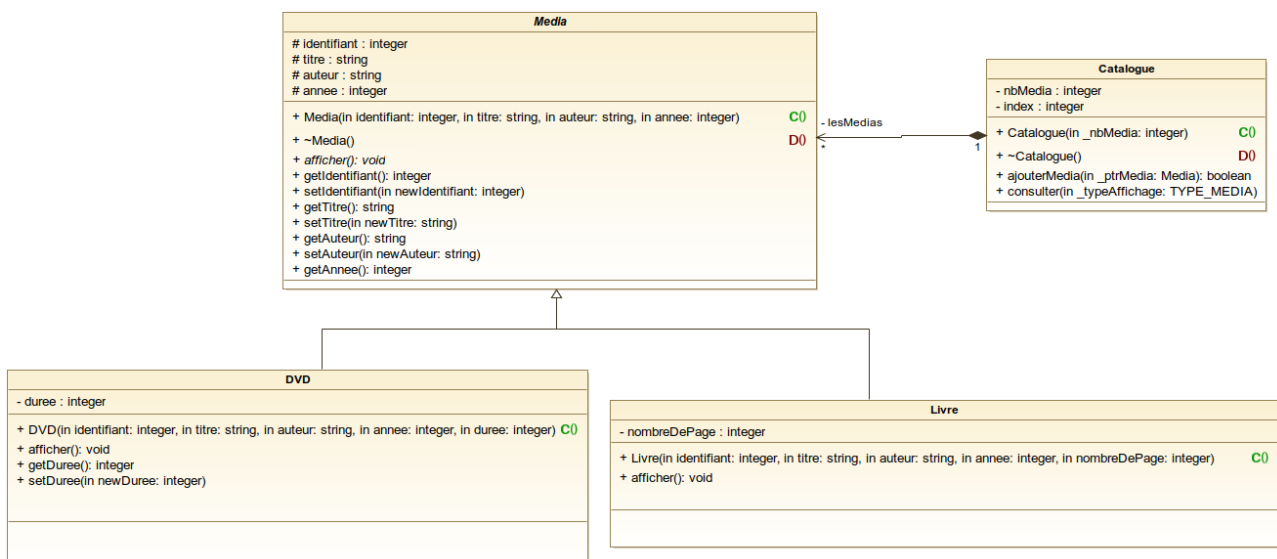 Media
# identifiant : integer
# titre : string
# auteur : string
# annee : integer
+ Media(in identifiant: integer, in titre: string, in auteur: string, in annee: integer) C()
+ ~Media() D()
+ afficher(): void
+ getIdentifiant(): integer
+ setIdentifiant(in newIdentifiant: integer)
+ getTitre(): string
+ setTitre(in newTitre: string)
+ getAuteur(): string
+ setAuteur(in newAuteur: string)
+ getAnnee(): integer
- lesMedias
*
1
Catalogue
- nbMedia : integer
- index : integer
+ Catalogue(in _nbMedia: integer) C()
+ ~Catalogue() D()
+ ajouterMedia(in _ptrMedia: Media): boolean
+ consulter(in _typeAffichage: TYPE_MEDIA)
DVD
- duree : integer
+ DVD(in identifiant: integer, in titre: string, in auteur: string, in annee: integer, in duree: integer) C()
+ afficher(): void
+ getDuree(): integer
+ setDuree(in newDuree: integer)
Livre
- nombreDePage : integer
+ Livre(in identifiant: integer, in titre: string, in auteur: string, in annee: integer, in nombreDePage: integer) C()
+ afficher(): void